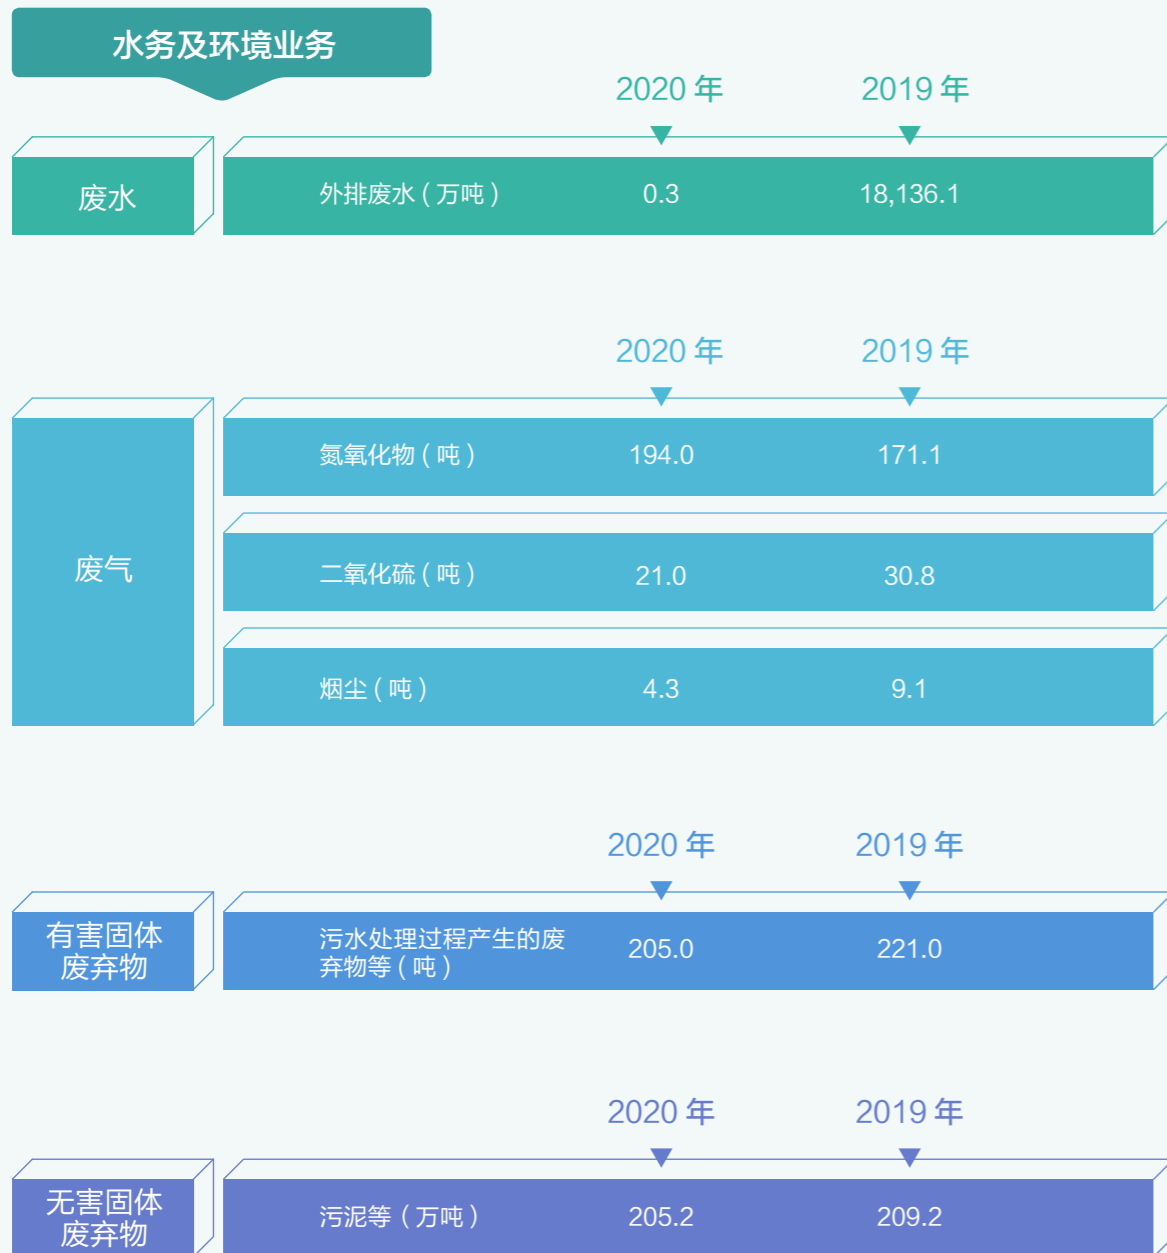 水务及环境业务
2020 年 2019 年
废水 外排废水 ( 万吨 ) 0.3 18,136.1
2020 年 2019 年
氮氧化物 ( 吨 ) 194.0 171.1
废气 二氧化硫 ( 吨 ) 21.0 30.8
烟尘 ( 吨 ) 4.3 9.1
2020 年 2019 年
有害固体
废弃物
污水处理过程产生的废
弃物等 ( 吨 )
205.0 221.0
2020 年 2019 年
无害固体
废弃物
污泥等 ( 万吨 ) 205.2 209.2